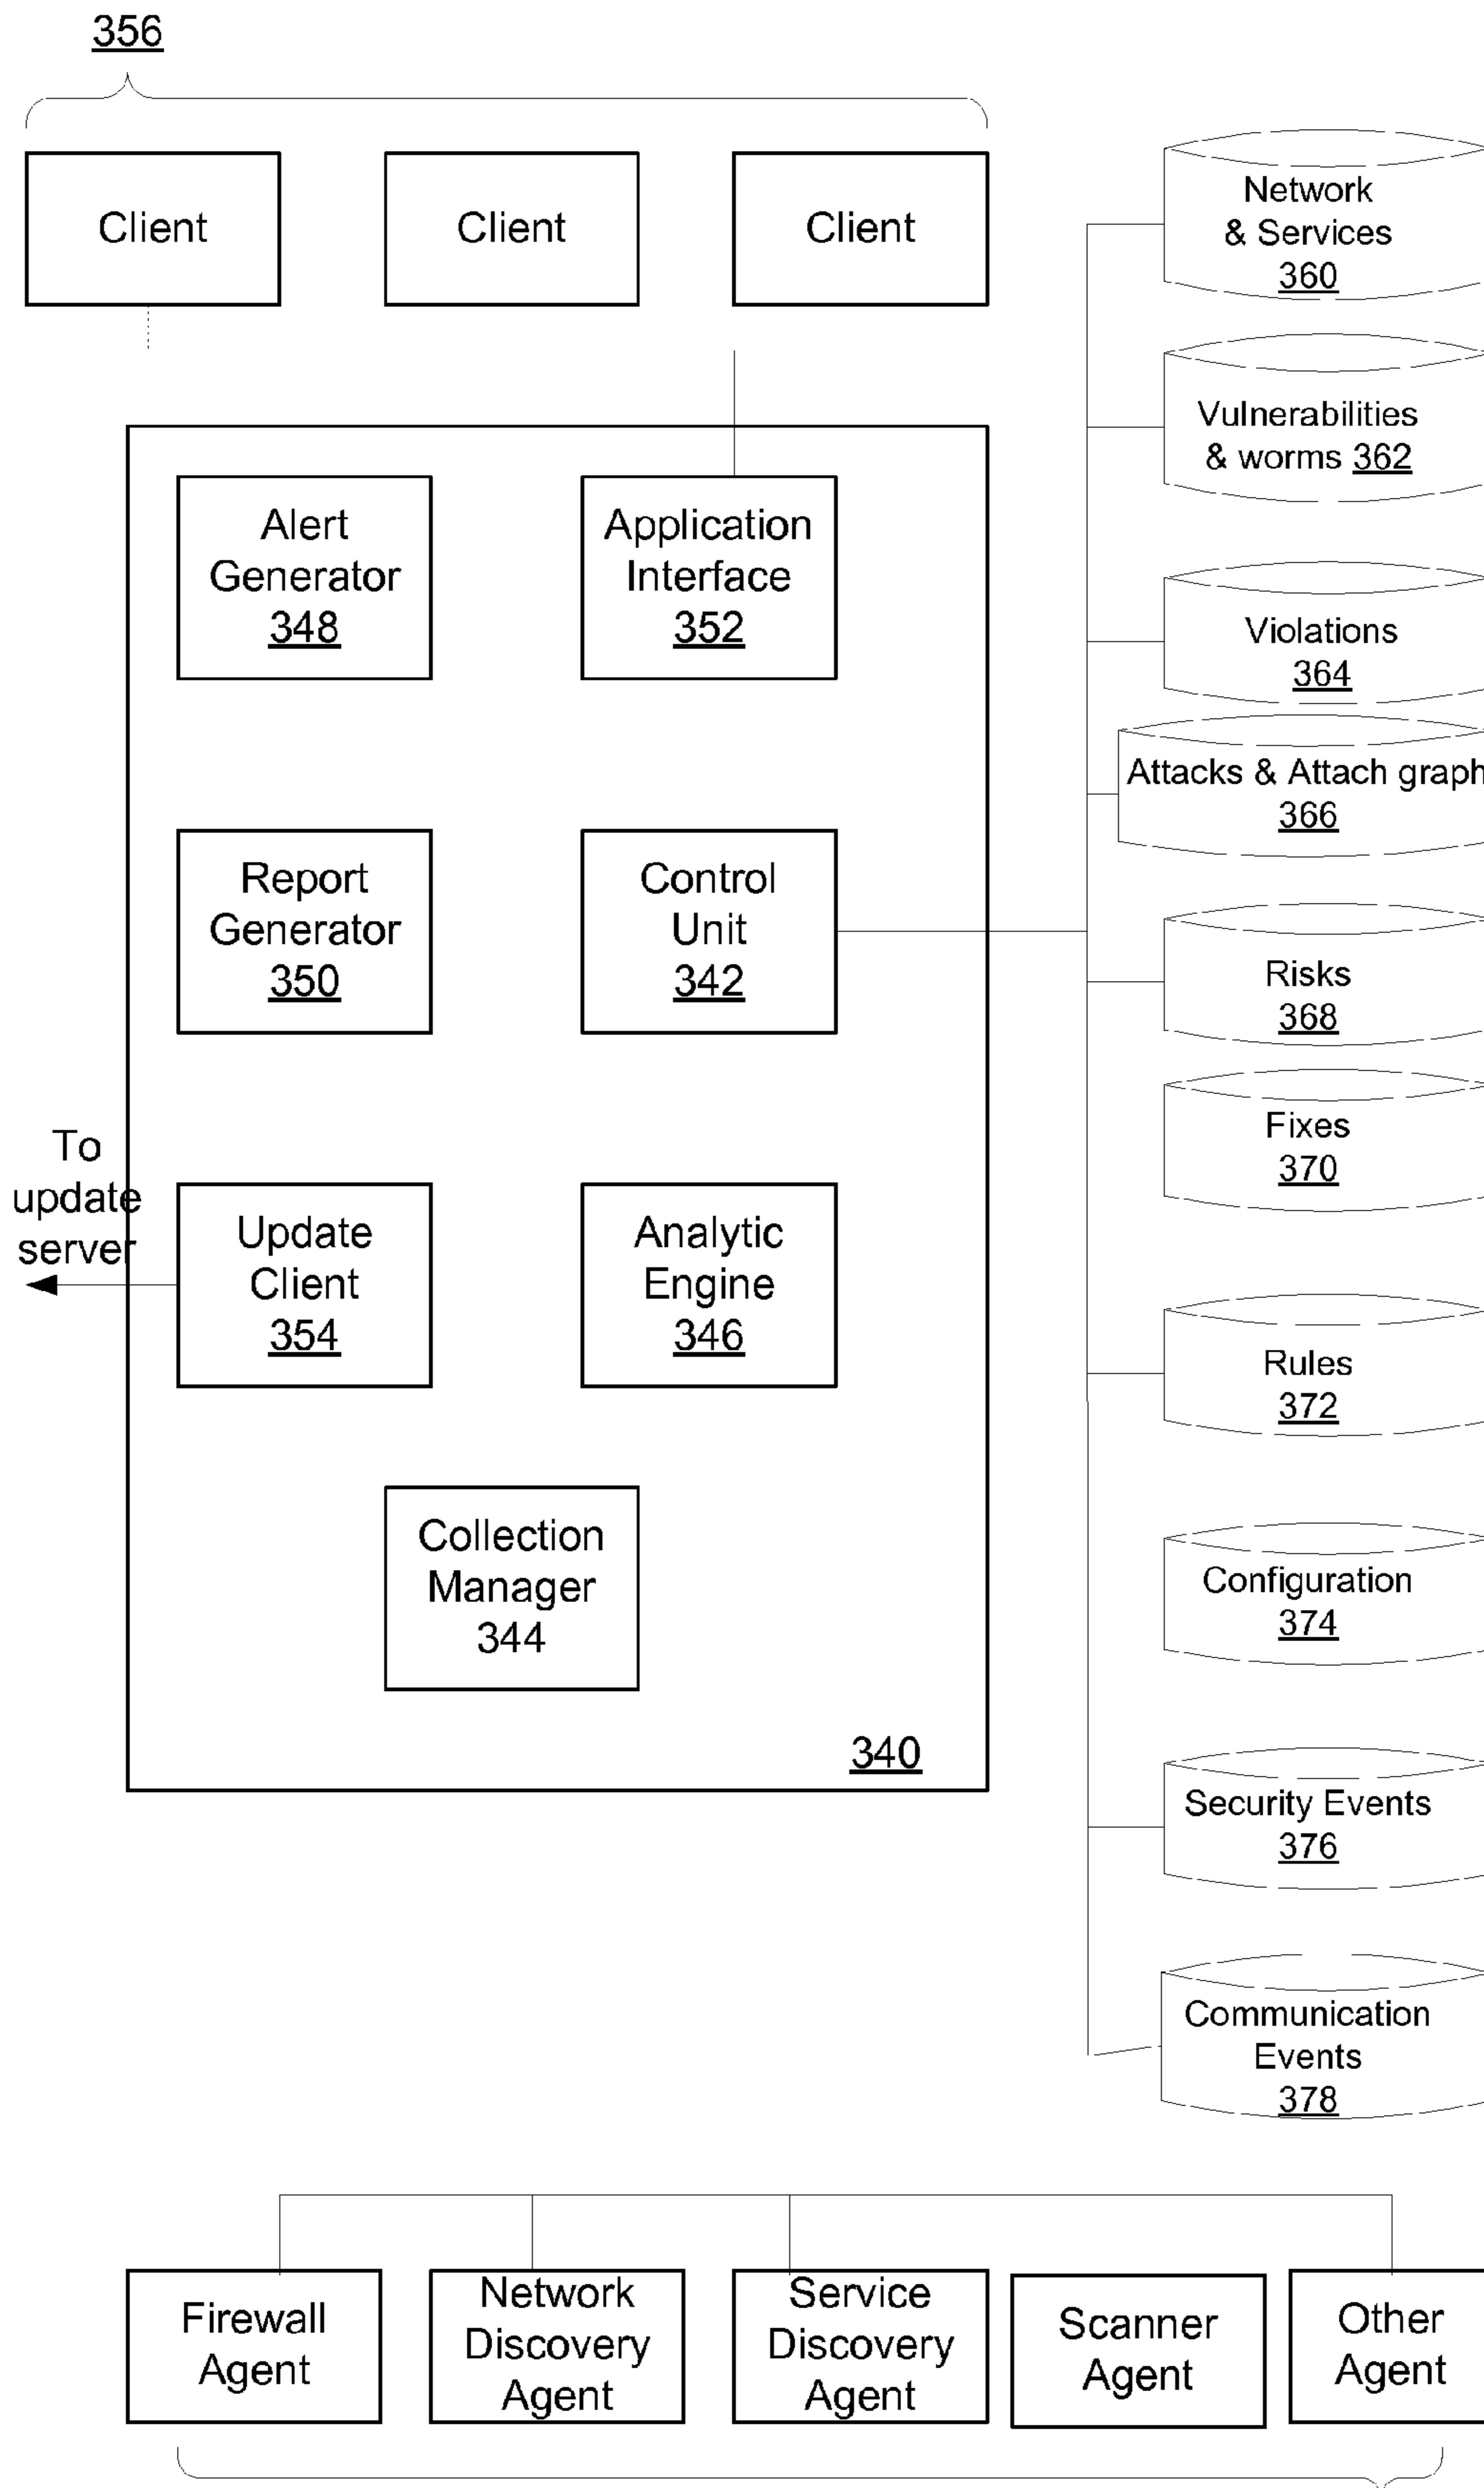 356
Client
Client
Client
Network
& Services
360
Vulnerabilities
& worms 362
Violations
364
Attacks & Attach graph
366
Risks
368
Fixes
370
Rules
372
Configuration
374
Security Events
376
Communication
Events
378
Alert
Generator
348
Application
Interface
352
Report
Generator
350
Control
Unit
342
To
update
server
Update
Client
354
Analytic
Engine
346
Collection
Manager
344
340
Firewall
Agent
Network
Discovery
Agent
Service
Discovery
Agent
Scanner
Agent
Other
Agent